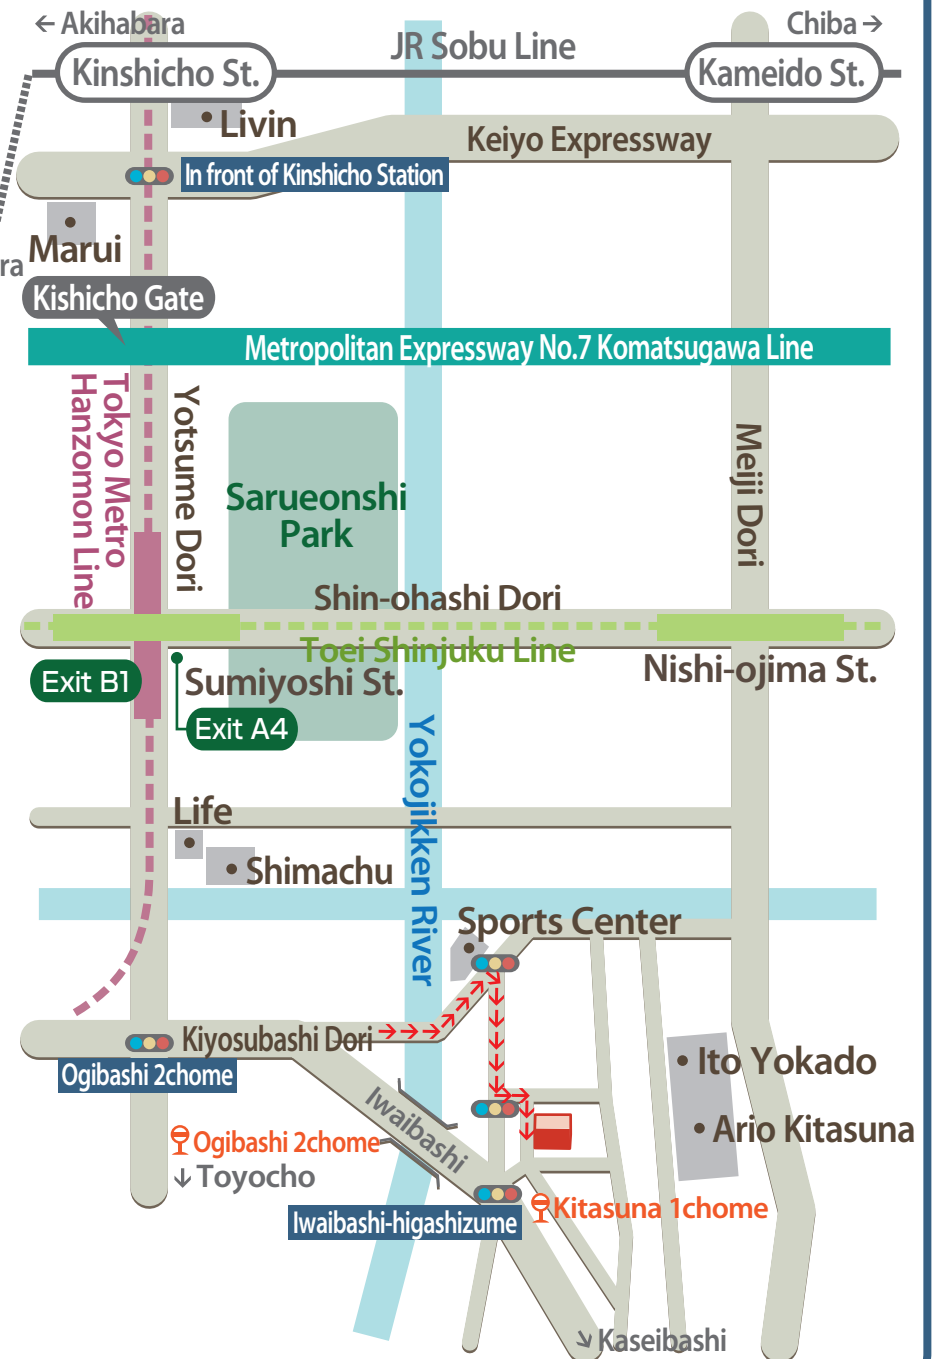 ← Akihabara
Chiba →
JR Sobu Line
Kinshicho St.
Kameido St.
Livin
Keiyo Expressway
In front of Kinshicho Station
Marui
ra
Kishicho Gate
Metropolitan Expressway No.7 Komatsugawa Line
Tokyo Metro
Hanzomon Line
Yotsume Dori
Meiji Dori
Sarueonshi
Park
Shin-ohashi Dori
Toei Shinjuku Line
Exit B1
Sumiyoshi St.
Nishi-ojima St.
Exit A4
Yokojikken River
Life
Shimachu
Sports Center
Kiyosubashi Dori
Ogibashi 2chome
Ito Yokado
Iwaibashi
Ario Kitasuna
Ogibashi 2chome
↓ Toyocho
Kitasuna 1chome
Iwaibashi-higashizume
↘ Kaseibashi